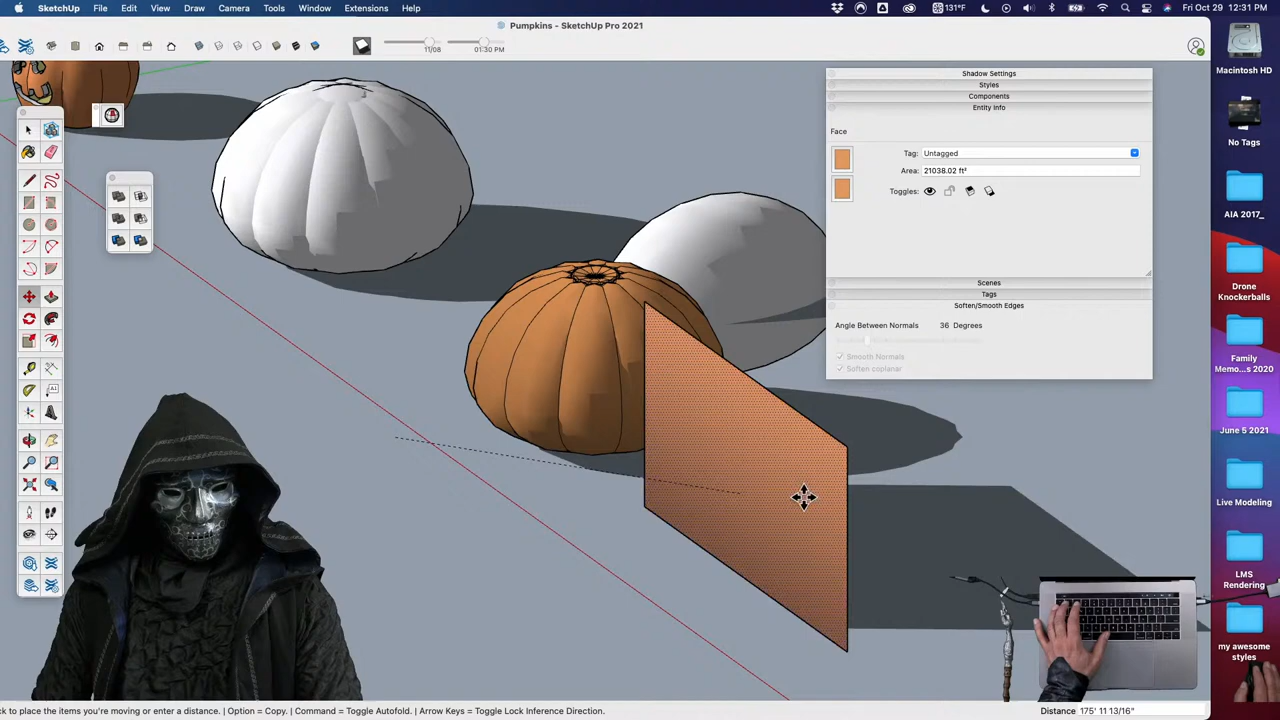 SketchUp File Edit View Draw Camera Tools Window Extensions Help
131°F
Fri Oct 29 12:31 PM
Pumpkins - SketchUp Pro 2021
11/08
01:30 PM
Macintosh HD
No Tags
AIA 2017_
Drone
Knockerballs
Family
Memo...s 2020
June 5 2021
Live Modeling
LMS
Rendering
my awesome
styles
Shadow Settings
Styles
Components
Entity Info
Face
Tag: Untagged
Area: 21038.02 ft²
Toggles:
Scenes
Tags
Soften/Smooth Edges
Angle Between Normals 36 Degrees
Smooth Normals
Soften coplanar
ck to place the items you're moving or enter a distance. | Option = Copy. | Command = Toggle Autofold. | Arrow Keys = Toggle Lock Inference Direction.
Distance 175' 11 13/16"